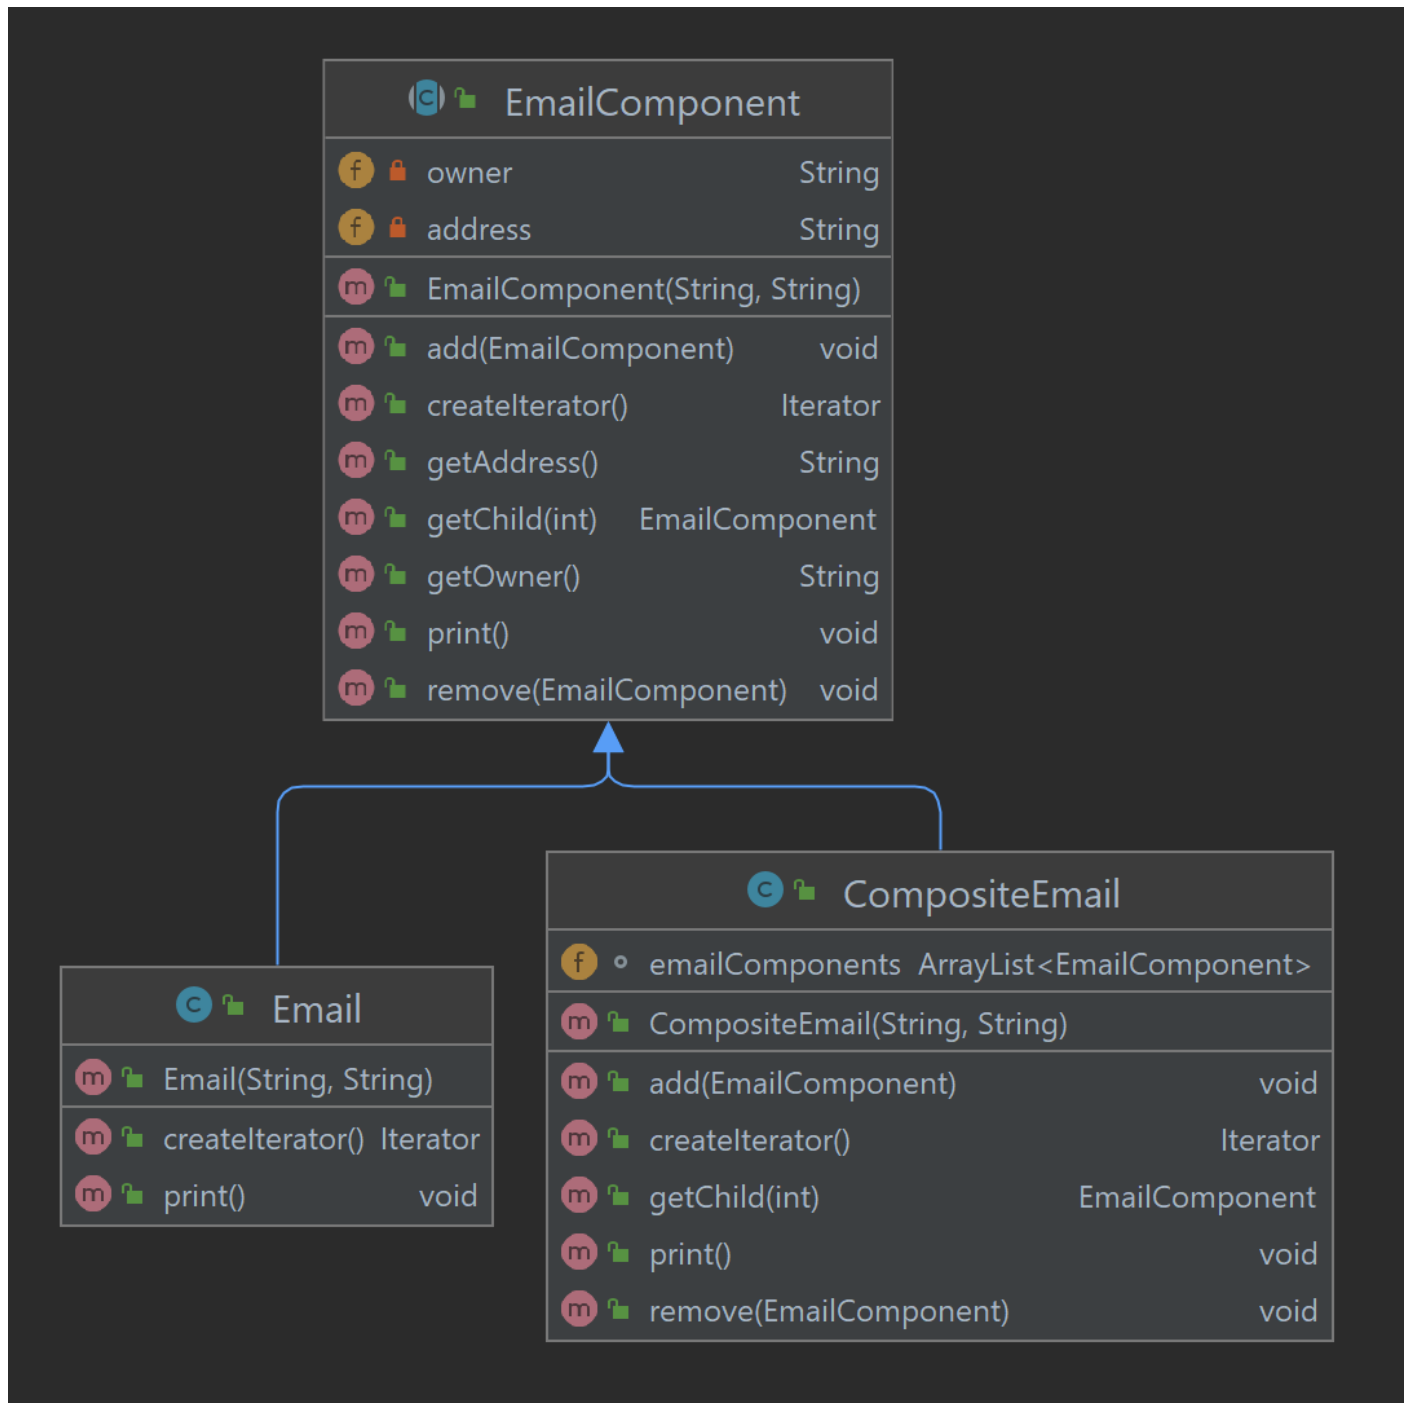 C EmailComponent
f owner String
f address String
m EmailComponent(String, String)
m add(EmailComponent) void
m createIterator() Iterator
m getAddress() String
m getChild(int) EmailComponent
m getOwner() String
m print() void
m remove(EmailComponent) void
C CompositeEmail
f emailComponents ArrayList<EmailComponent>
m CompositeEmail(String, String)
m add(EmailComponent) void
m createIterator() Iterator
m getChild(int) EmailComponent
m print() void
m remove(EmailComponent) void
C Email
m Email(String, String)
m createIterator() Iterator
m print() void